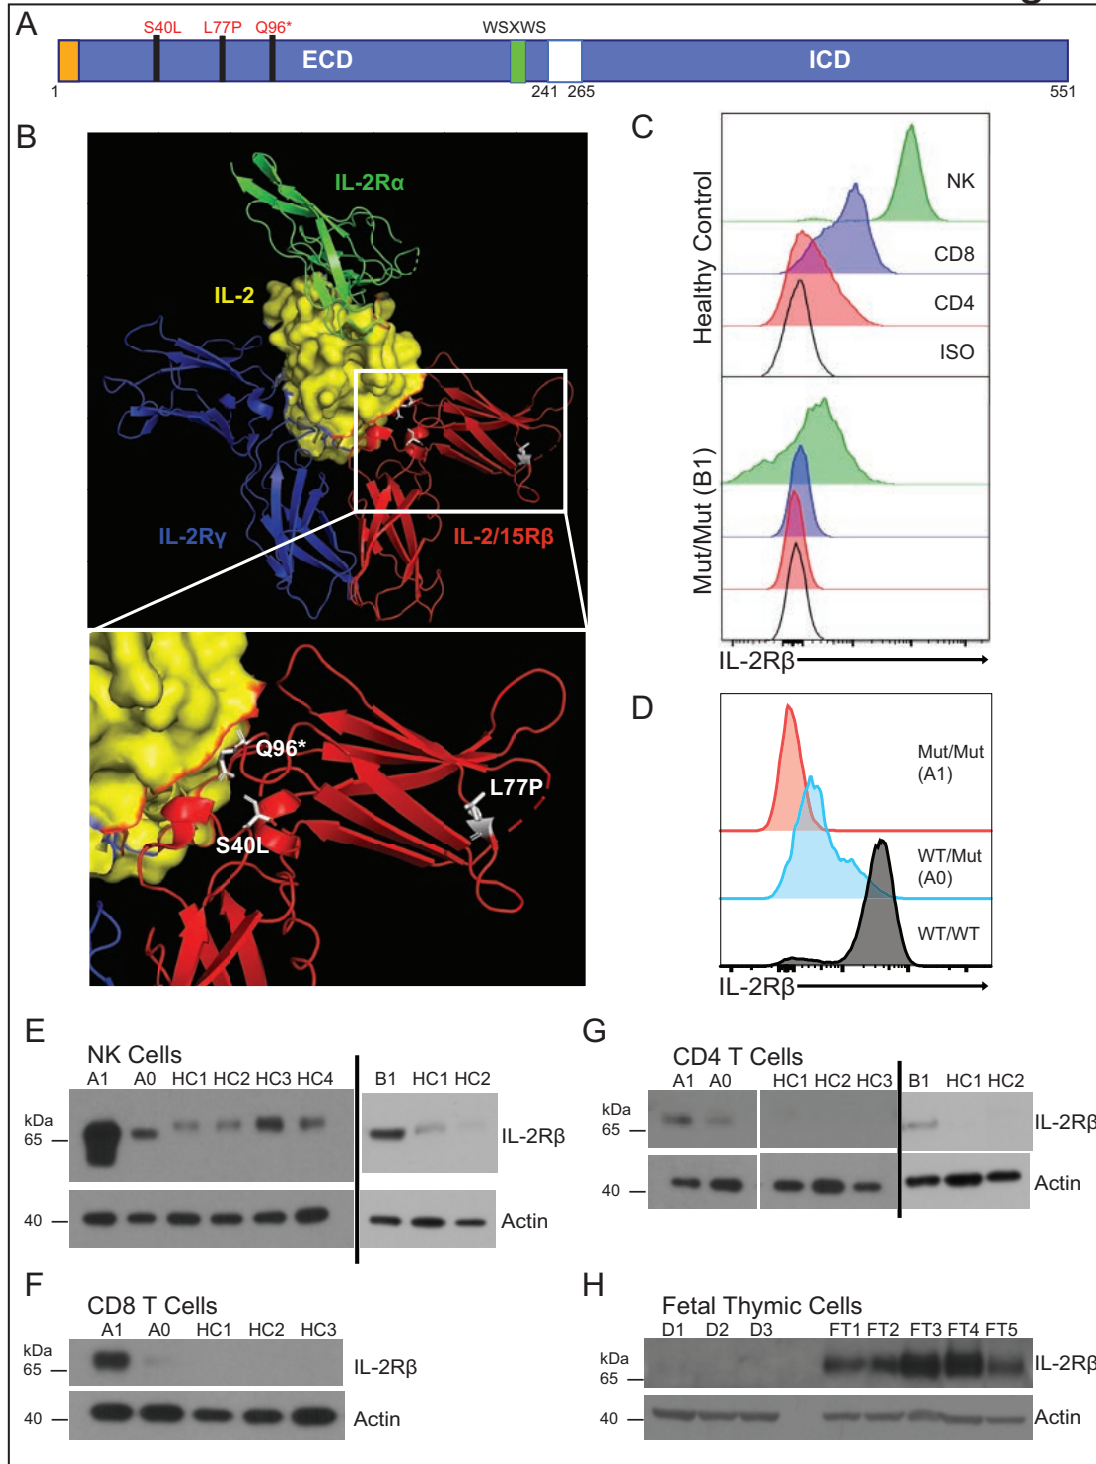 A
S40L L77P Q96* WSXWS
ECD ICD
1 241 265 551
B
IL-2Rα
IL-2
IL-2Rγ
IL-2/15Rβ
Q96*
L77P
S40L
C
Healthy Control
NK
CD8
CD4
ISO
Mut/Mut (B1)
IL-2Rβ
D
Mut/Mut
(A1)
WT/Mut
(A0)
WT/WT
IL-2Rβ
E
NK Cells
A1 A0 HC1 HC2 HC3 HC4 B1 HC1 HC2
kDa
65
IL-2Rβ
40
Actin
G
CD4 T Cells
A1 A0 HC1 HC2 HC3 B1 HC1 HC2
kDa
65
IL-2Rβ
40
Actin
F
CD8 T Cells
A1 A0 HC1 HC2 HC3
kDa
65
IL-2Rβ
40
Actin
H
Fetal Thymic Cells
D1 D2 D3 FT1 FT2 FT3 FT4 FT5
kDa
65
IL-2Rβ
40
Actin